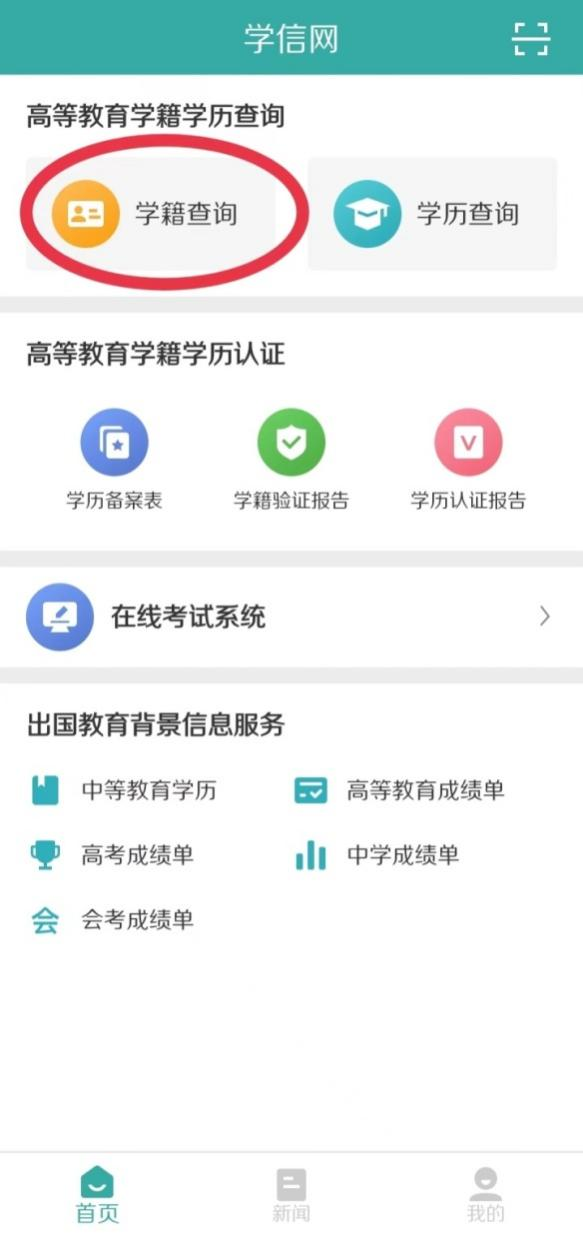 学信网
高等教育学籍学历查询
学籍查询
学历查询
高等教育学籍学历认证
学历备案表
学籍验证报告
学历认证报告
在线考试系统
出国教育背景信息服务
中等教育学历
高等教育成绩单
高考成绩单
中学成绩单
会
会考成绩单
首页
新闻
我的